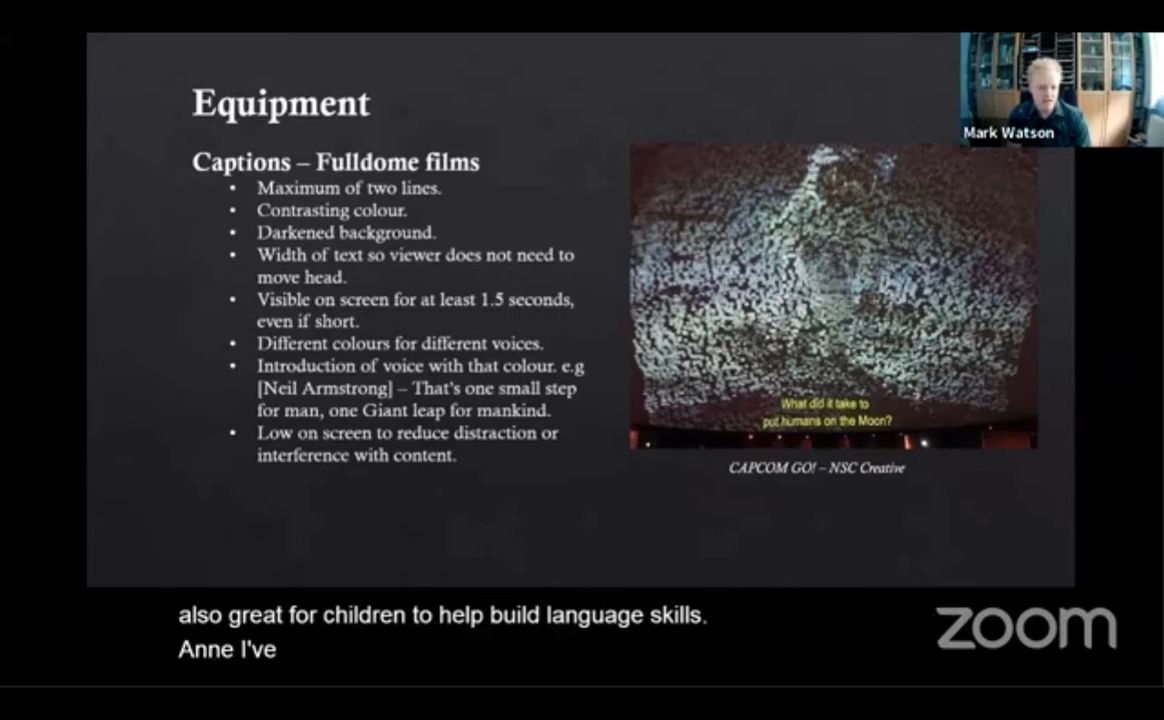 Equipment
Mark Watson
Captions – Fulldome films
• Maximum of two lines.
• Contrasting colour.
• Darkened background.
• Width of text so viewer does not need to
move head.
• Visible on screen for at least 1.5 seconds,
even if short.
• Different colours for different voices.
• Introduction of voice with that colour. e.g
[Neil Armstrong] – That's one small step
for man, one Giant leap for mankind.
• Low on screen to reduce distraction or
interference with content.
What did it take to
put humans on the Moon?
CAPCOM GO! – NSC Creative
also great for children to help build language skills.
Anne I've
zoom